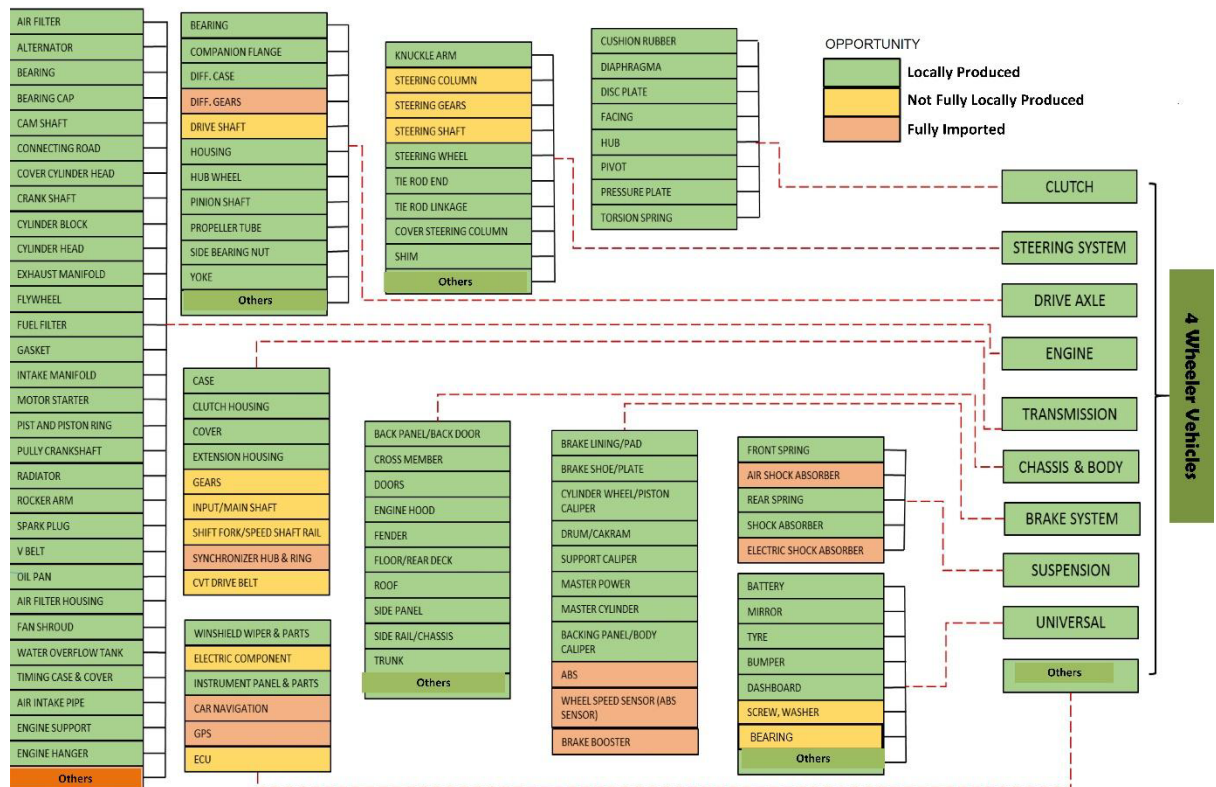 AIR FILTER
ALTERNATOR
BEARING
BEARING CAP
CAM SHAFT
CONNECTING ROAD
COVER CYLINDER HEAD
CRANK SHAFT
CYLINDER BLOCK
CYLINDER HEAD
EXHAUST MANIFOLD
FLYWHEEL
FUEL FILTER
GASKET
INTAKE MANIFOLD
MOTOR STARTER
PIST AND PISTON RING
PULLY CRANKSHAFT
RADIATOR
ROCKER ARM
SPARK PLUG
V BELT
OIL PAN
AIR FILTER HOUSING
FAN SHROUD
WATER OVERFLOW TANK
TIMING CASE & COVER
AIR INTAKE PIPE
ENGINE SUPPORT
ENGINE HANGER
Others
BEARING
COMPANION FLANGE
DIFF. CASE
DIFF. GEARS
DRIVE SHAFT
HOUSING
HUB WHEEL
PINION SHAFT
PROPELLER TUBE
SIDE BEARING NUT
YOKE
Others
KNUCKLE ARM
STEERING COLUMN
STEERING GEARS
STEERING SHAFT
STEERING WHEEL
TIE ROD END
TIE ROD LINKAGE
COVER STEERING COLUMN
SHIM
Others
CUSHION RUBBER
DIAPHRAGMA
DISC PLATE
FACING
HUB
PIVOT
PRESSURE PLATE
TORSION SPRING
OPPORTUNITY
Locally Produced
Not Fully Locally Produced
Fully Imported
CASE
CLUTCH HOUSING
COVER
EXTENSION HOUSING
GEARS
INPUT/MAIN SHAFT
SHIFT FORK/SPEED SHAFT RAIL
SYNCHRONIZER HUB & RING
CVT DRIVE BELT
WINSHIELD WIPER & PARTS
ELECTRIC COMPONENT
INSTRUMENT PANEL & PARTS
CAR NAVIGATION
GPS
ECU
BACK PANEL/BACK DOOR
CROSS MEMBER
DOORS
ENGINE HOOD
FENDER
FLOOR/REAR DECK
ROOF
SIDE PANEL
SIDE RAIL/CHASSIS
TRUNK
Others
BRAKE LINING/PAD
BRAKE SHOE/PLATE
CYLINDER WHEEL/PISTON
CALIPER
DRUM/CAKRAM
SUPPORT CALIPER
MASTER POWER
MASTER CYLINDER
BACKING PANEL/BODY
CALIPER
ABS
WHEEL SPEED SENSOR (ABS
SENSOR)
BRAKE BOOSTER
FRONT SPRING
AIR SHOCK ABSORBER
REAR SPRING
SHOCK ABSORBER
ELECTRIC SHOCK ABSORBER
BATTERY
MIRROR
TYRE
BUMPER
DASHBOARD
SCREW, WASHER
BEARING
Others
CLUTCH
STEERING SYSTEM
DRIVE AXLE
ENGINE
TRANSMISSION
CHASSIS & BODY
BRAKE SYSTEM
SUSPENSION
UNIVERSAL
Others
4 Wheeler Vehicles